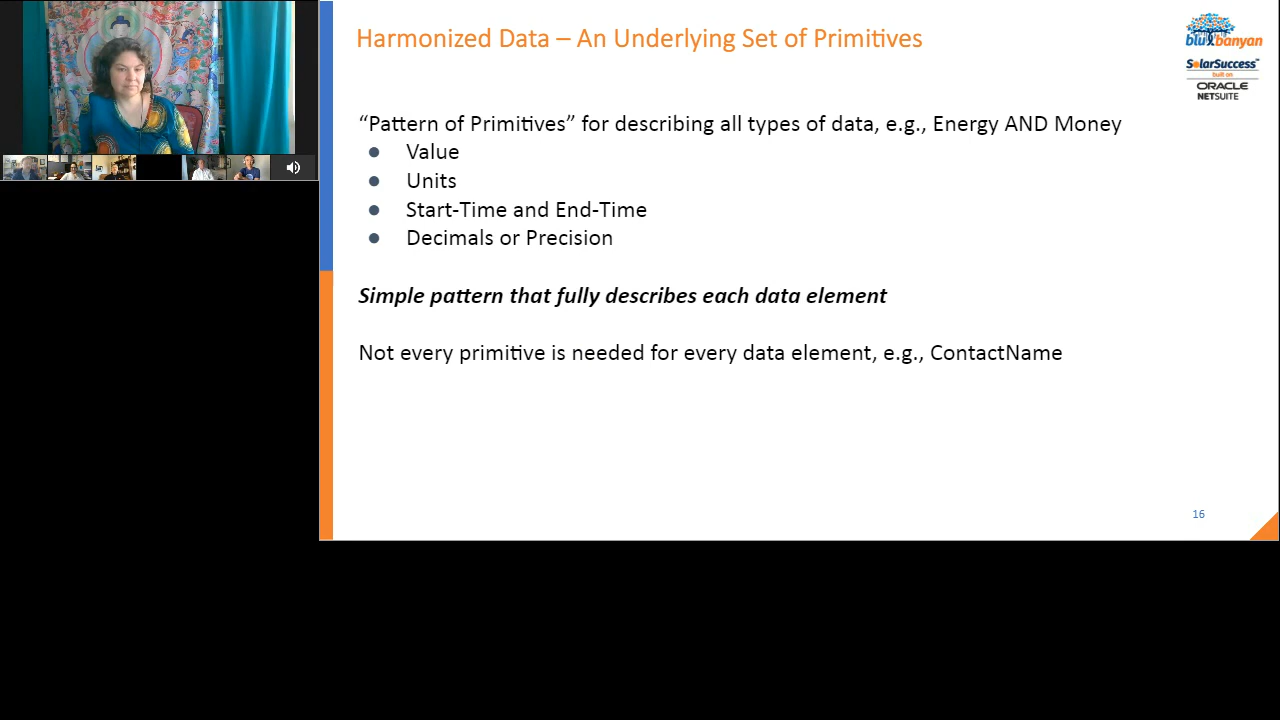 Harmonized Data – An Underlying Set of Primitives
blu banyan
SolarSuccess™
built on
ORACLE
NETSUITE
“Pattern of Primitives” for describing all types of data, e.g., Energy AND Money
● Value
● Units
● Start-Time and End-Time
● Decimals or Precision
Simple pattern that fully describes each data element
Not every primitive is needed for every data element, e.g., ContactName
16